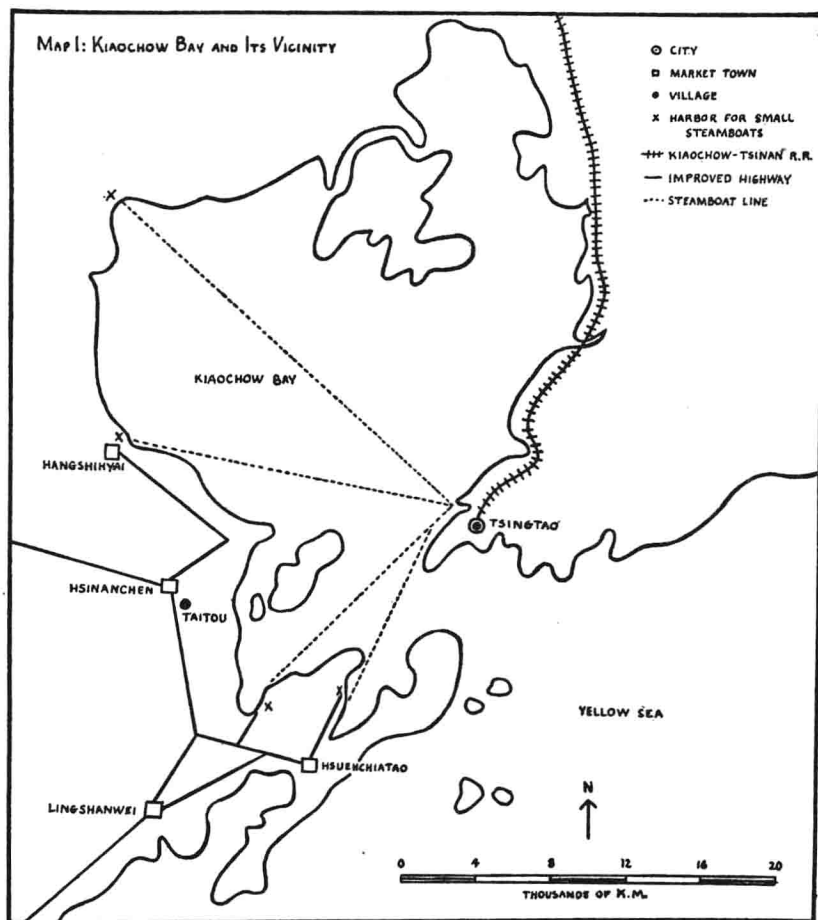 MAP I: KIAOCHOW BAY AND ITS VICINITY
CITY
MARKET TOWN
VILLAGE
x HARBOR FOR SMALL
STEAMBOATS
KIAOCHOW-TSINAN R.R.
IMPROVED HIGHWAY
STEAMBOAT LINE
x
KIAOCHOW BAY
x
HANGSHIHYAI
TSINGTAO
HSINANCHEN
TAITOU
x
x
YELLOW SEA
HSUEHCHIATAO
LINGSHANWEI
N
0 4 8 12 16 20
THOUSANDS OF K.M.